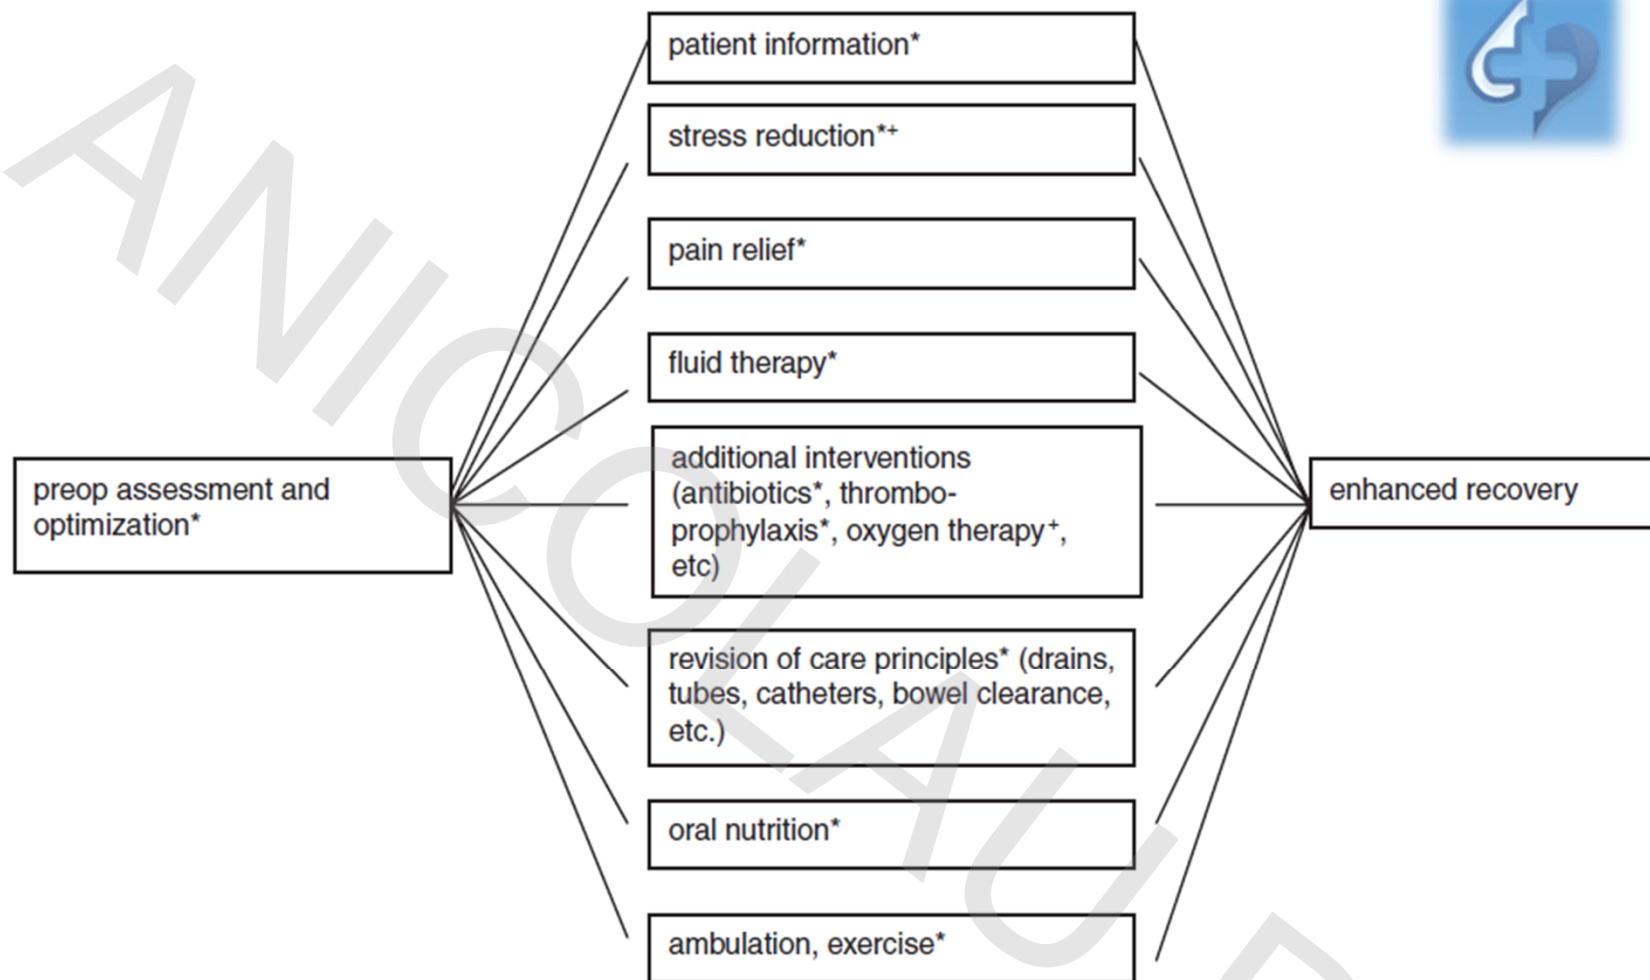 patient information*
stress reduction*+
pain relief*
fluid therapy*
additional interventions
(antibiotics*, thrombo-
prophylaxis*, oxygen therapy+,
etc)
preop assessment and
optimization*
enhanced recovery
revision of care principles* (drains,
tubes, catheters, bowel clearance,
etc.)
oral nutrition*
ambulation, exercise*
ANICOLAU